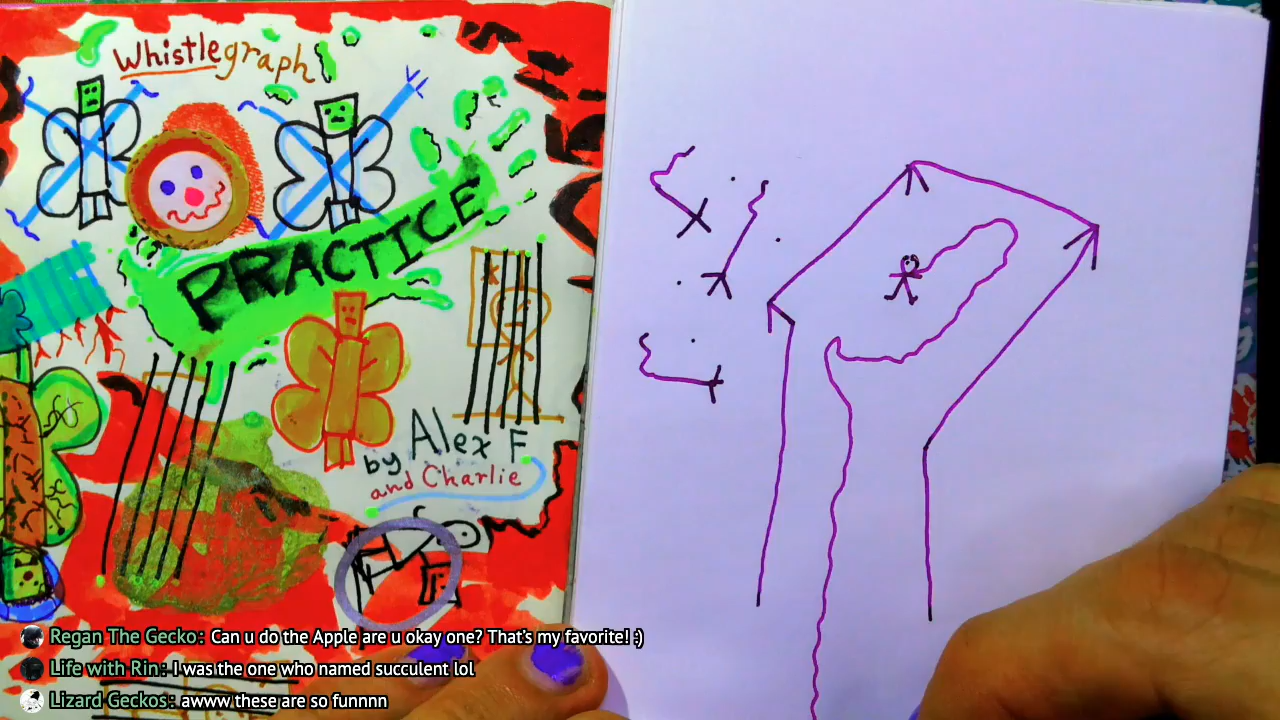 Whistlegraph
PRACTICE
by Alex F
and Charlie
Regan The Gecko: Can u do the Apple are u okay one? That's my favorite! :)
Life with Rin: I was the one who named succulent lol
Lizard Geckos: awww these are so funnnn